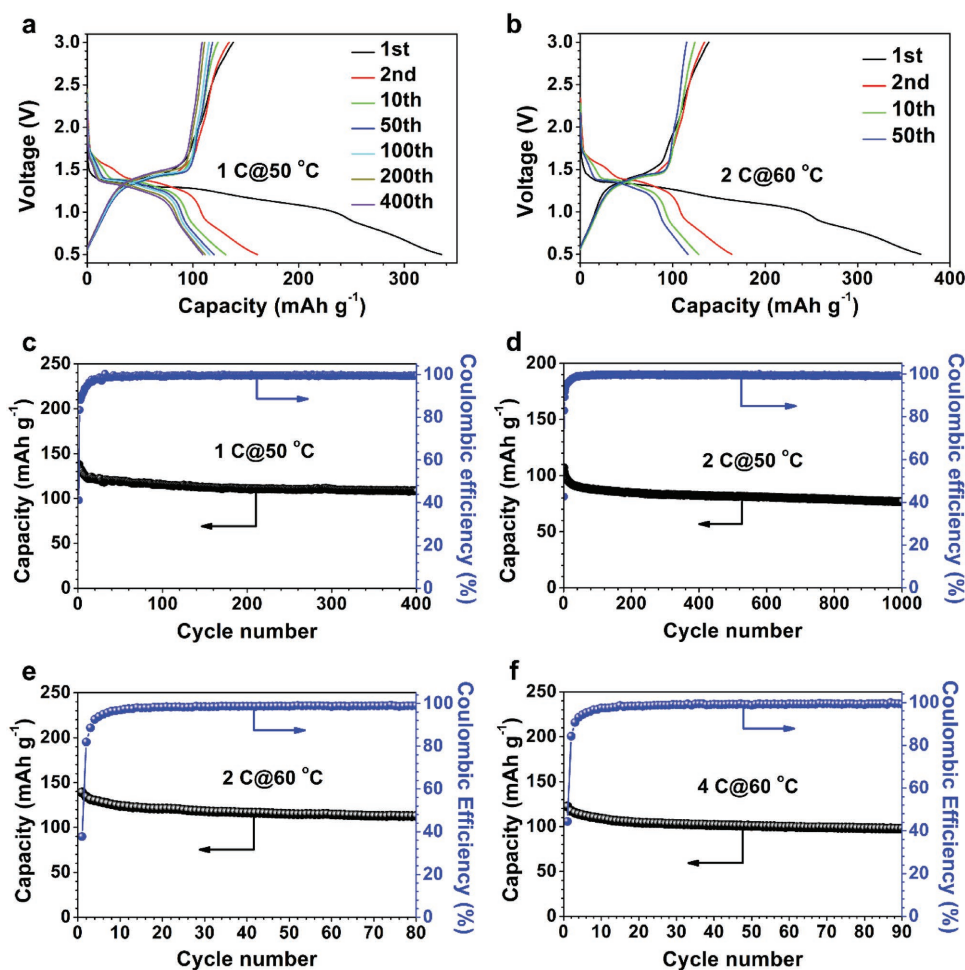 a
3.0
2.5
2.0
1.5
1.0
0.5
Voltage (V)
1st
2nd
10th
50th
100th
200th
400th
1 C@50 °C
0
100
200
300
Capacity (mAh g⁻¹)
b
3.0
2.5
2.0
1.5
1.0
0.5
Voltage (V)
1st
2nd
10th
50th
2 C@60 °C
0
100
200
300
400
Capacity (mAh g⁻¹)
c
250
200
150
100
50
0
Capacity (mAh g⁻¹)
1 C@50 °C
100
80
60
40
20
0
Coulombic efficiency (%)
0
100
200
300
400
Cycle number
d
200
150
100
50
0
Capacity (mAh g⁻¹)
2 C@50 °C
100
80
60
40
20
0
Coulombic efficiency (%)
0
200
400
600
800
1000
Cycle number
e
250
200
150
100
50
0
Capacity (mAh g⁻¹)
2 C@60 °C
100
80
60
40
20
0
Coulombic Efficiency (%)
0
10
20
30
40
50
60
70
80
Cycle number
f
250
200
150
100
50
0
Capacity (mAh g⁻¹)
4 C@60 °C
100
80
60
40
20
0
Coulombic Efficiency (%)
0
10
20
30
40
50
60
70
80
90
Cycle number